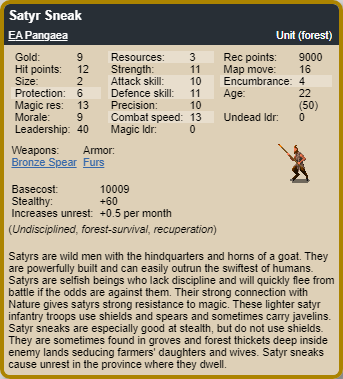 Satyr Sneak
EA Pangaea Unit (forest)
Gold: 9 Resources: 3 Rec points: 9000
Hit points: 12 Strength: 11 Map move: 16
Size: 2 Attack skill: 10 Encumbrance: 4
Protection: 6 Defence skill: 11 Age: 22
Magic res: 13 Precision: 10 (50)
Morale: 9 Combat speed: 13 Undead ldr: 0
Leadership: 40 Magic ldr: 0
Weapons: Armor:
Bronze Spear Furs
Basecost: 10009
Stealthy: +60
Increases unrest: +0.5 per month
(Undisciplined, forest-survival, recuperation)
Satyrs are wild men with the hindquarters and horns of a goat. They
are powerfully built and can easily outrun the swiftest of humans.
Satyrs are selfish beings who lack discipline and will quickly flee from
battle if the odds are against them. Their strong connection with
Nature gives satyrs strong resistance to magic. These lighter satyr
infantry troops use shields and spears and sometimes carry javelins.
Satyr sneaks are especially good at stealth, but do not use shields.
They are sometimes found in groves and forest thickets deep inside
enemy lands seducing farmers' daughters and wives. Satyr sneaks
cause unrest in the province where they dwell.